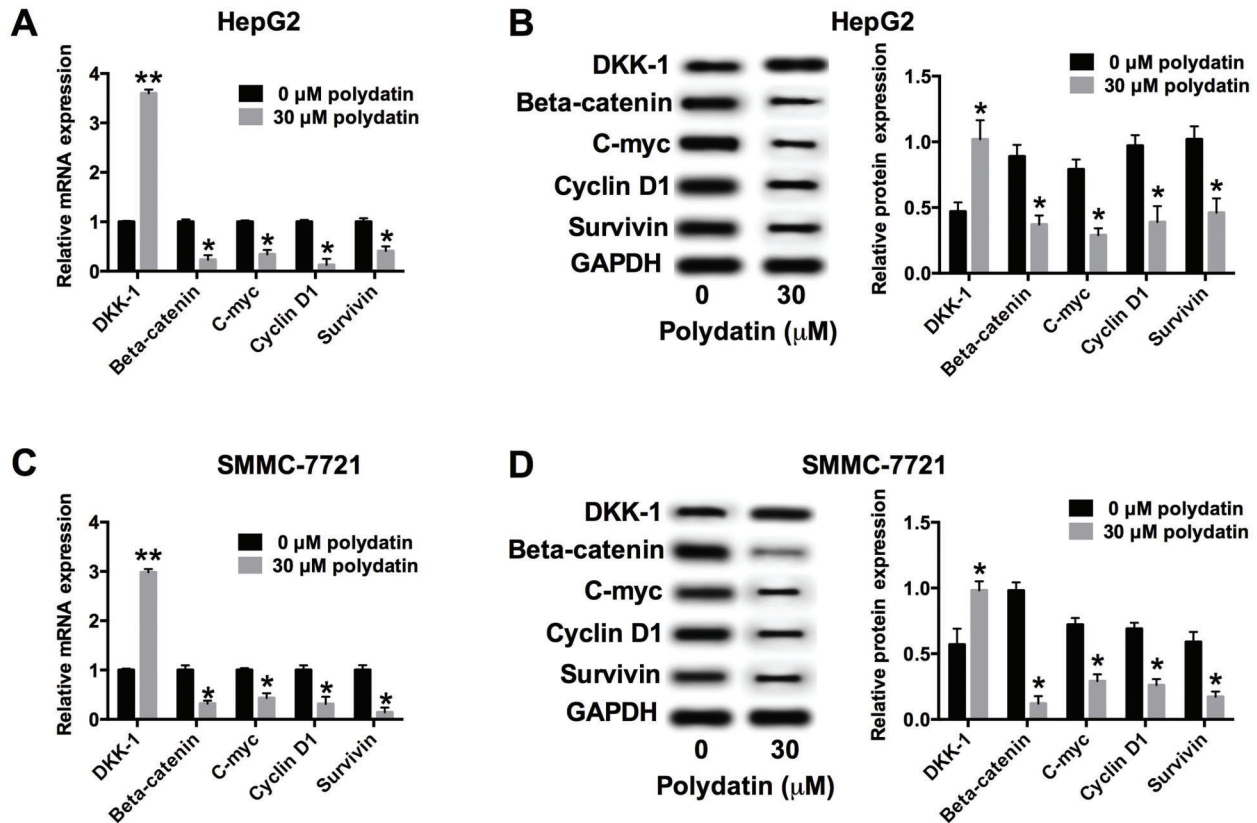 A
HepG2
Relative mRNA expression
4
3
2
1
0
** * * * *
0 µM polydatin
30 µM polydatin
DKK-1
Beta-catenin
C-myc
Cyclin D1
Survivin
B
HepG2
DKK-1
Beta-catenin
C-myc
Cyclin D1
Survivin
GAPDH
0 30
Polydatin (µM)
Relative protein expression
1.5
1.0
0.5
0.0
* * * * *
0 µM polydatin
30 µM polydatin
DKK-1
Beta-catenin
C-myc
Cyclin D1
Survivin
C
SMMC-7721
Relative mRNA expression
4
3
2
1
0
** * * * *
0 µM polydatin
30 µM polydatin
DKK-1
Beta-catenin
C-myc
Cyclin D1
Survivin
D
SMMC-7721
DKK-1
Beta-catenin
C-myc
Cyclin D1
Survivin
GAPDH
0 30
Polydatin (µM)
Relative protein expression
1.5
1.0
0.5
0.0
* * * * *
0 µM polydatin
30 µM polydatin
DKK-1
Beta-catenin
C-myc
Cyclin D1
Survivin